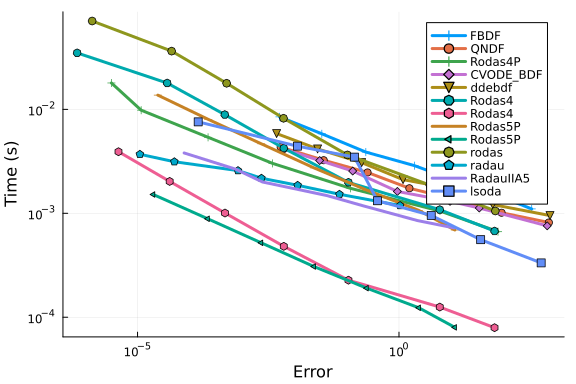 Time (s)
10⁻²
10⁻³
10⁻⁴
10⁻⁵
10⁰
Error
FBDF
QNDF
Rodas4P
CVODE_BDF
ddebdf
Rodas4
Rodas4
Rodas5P
Rodas5P
rodas
radau
RadauIIA5
lsoda